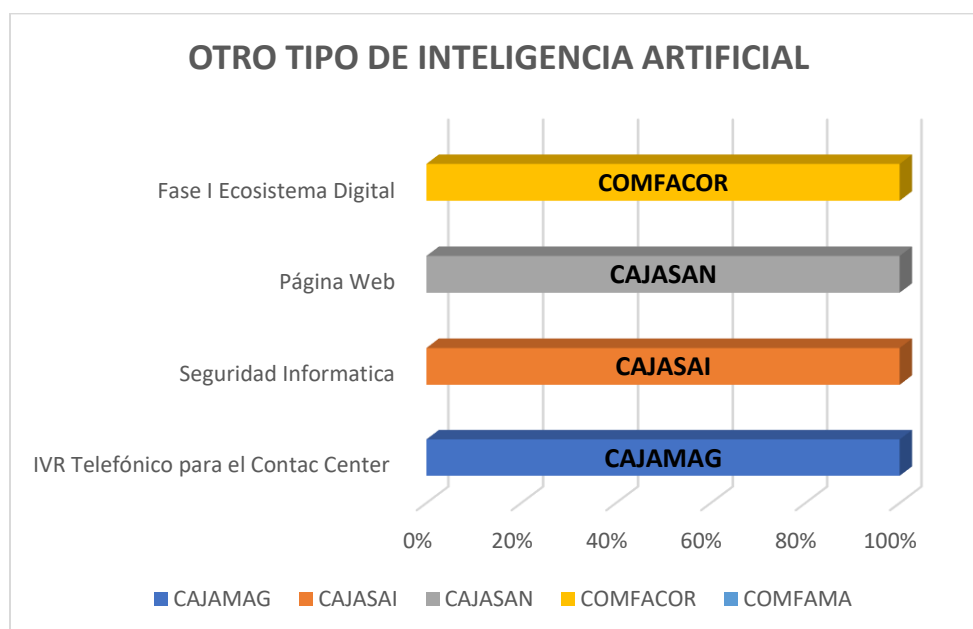 OTRO TIPO DE INTELIGENCIA ARTIFICIAL
Fase I Ecosistema Digital
COMFACOR
Página Web
CAJASAN
Seguridad Informatica
CAJASAI
IVR Telefónico para el Contac Center
CAJAMAG
0% 20% 40% 60% 80% 100%
CAJAMAG CAJASAI CAJASAN COMFACOR COMFAMA